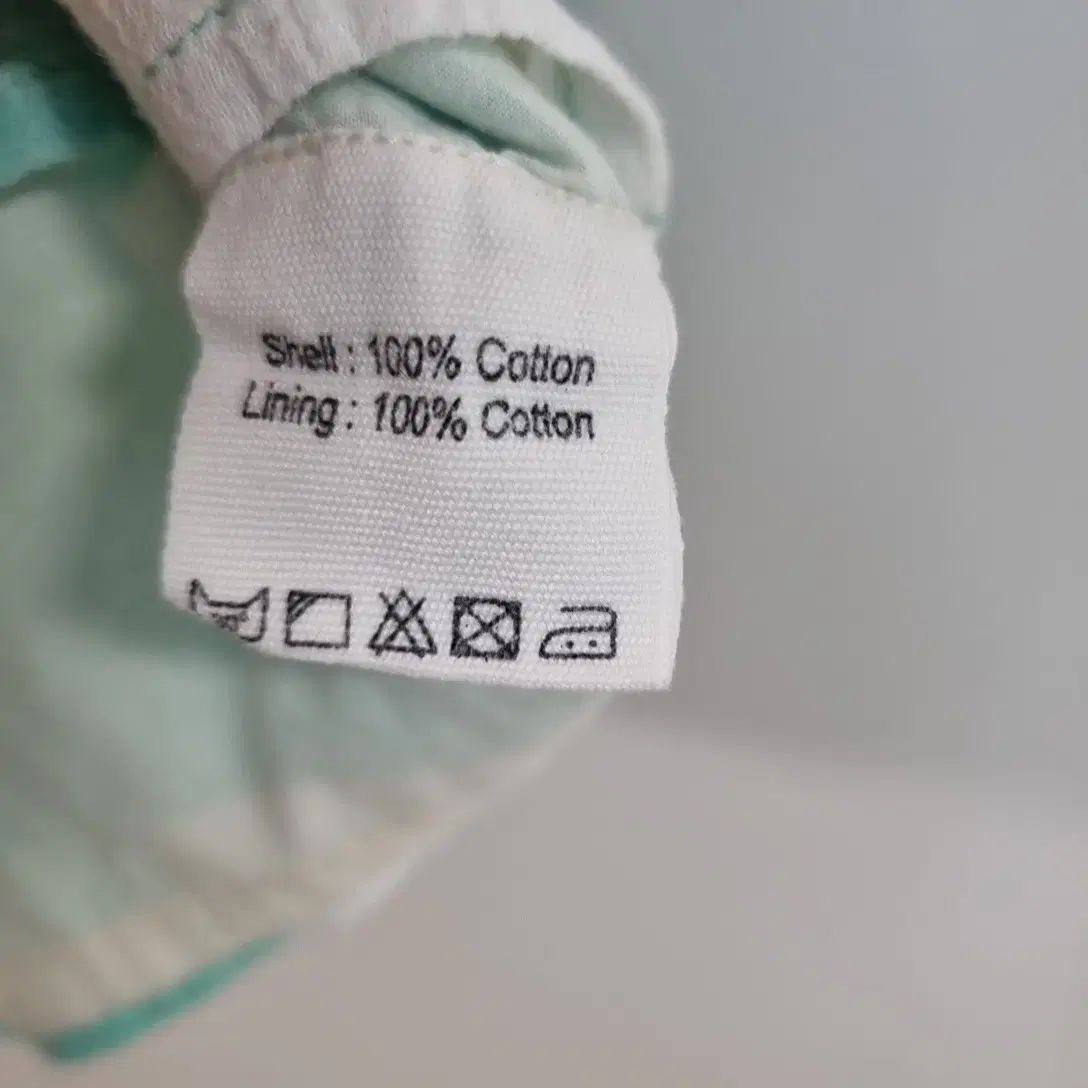 Shell : 100% Cotton
Lining : 100% Cotton